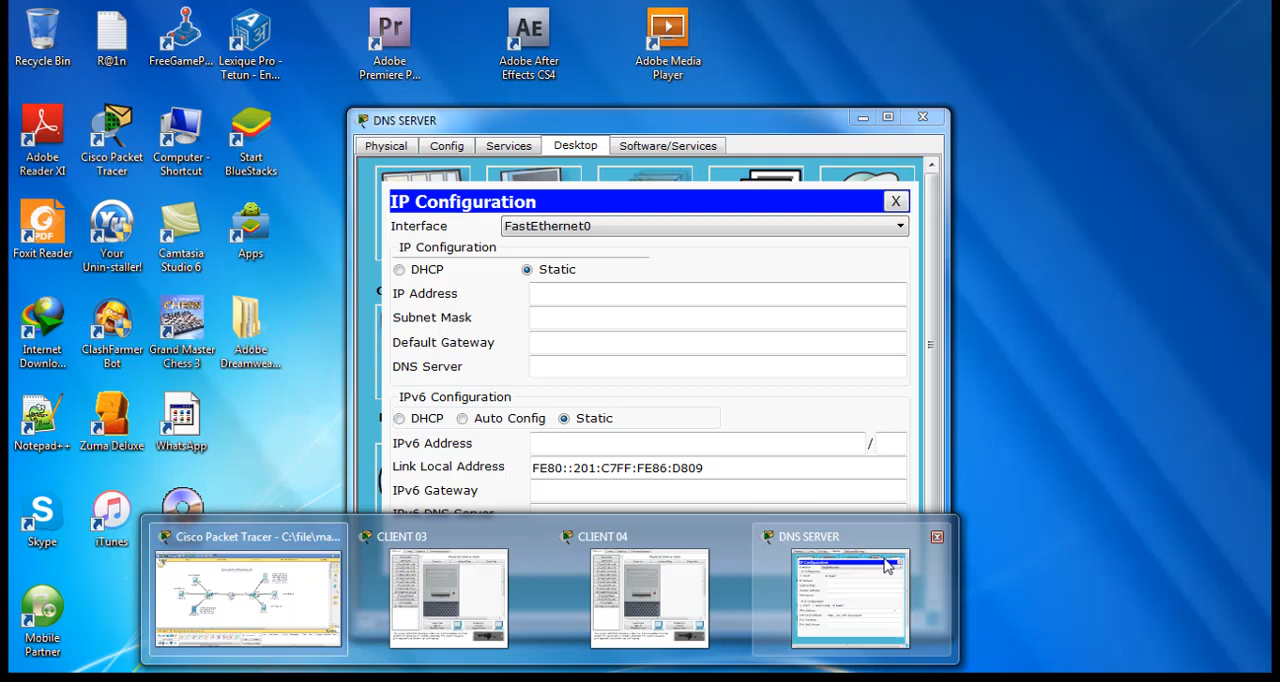 Recycle Bin
R@1n
FreeGameP...
Lexique Pro -
Tetun - En...
Adobe
Premiere P...
Adobe After
Effects CS4
Adobe Media
Player
Adobe
Reader XI
Cisco Packet
Tracer
Computer -
Shortcut
Start
BlueStacks
Foxit Reader
Your
Unin-staller!
Camtasia
Studio 6
Apps
Internet
Downlo...
ClashFarmer
Bot
Grand Master
Chess 3
Adobe
Dreamwea...
Notepad++
Zuma Deluxe
WhatsApp
Skype
iTunes
Mobile
Partner
DNS SERVER
Physical
Config
Services
Desktop
Software/Services
IP Configuration
X
Interface
FastEthernet0
IP Configuration
DHCP
Static
IP Address
Subnet Mask
Default Gateway
DNS Server
IPv6 Configuration
DHCP
Auto Config
Static
IPv6 Address
/
Link Local Address
FE80::201:C7FF:FE86:D809
IPv6 Gateway
IPv6 DNS Server
Cisco Packet Tracer - C:\file\ma...
CLIENT 03
CLIENT 04
DNS SERVER